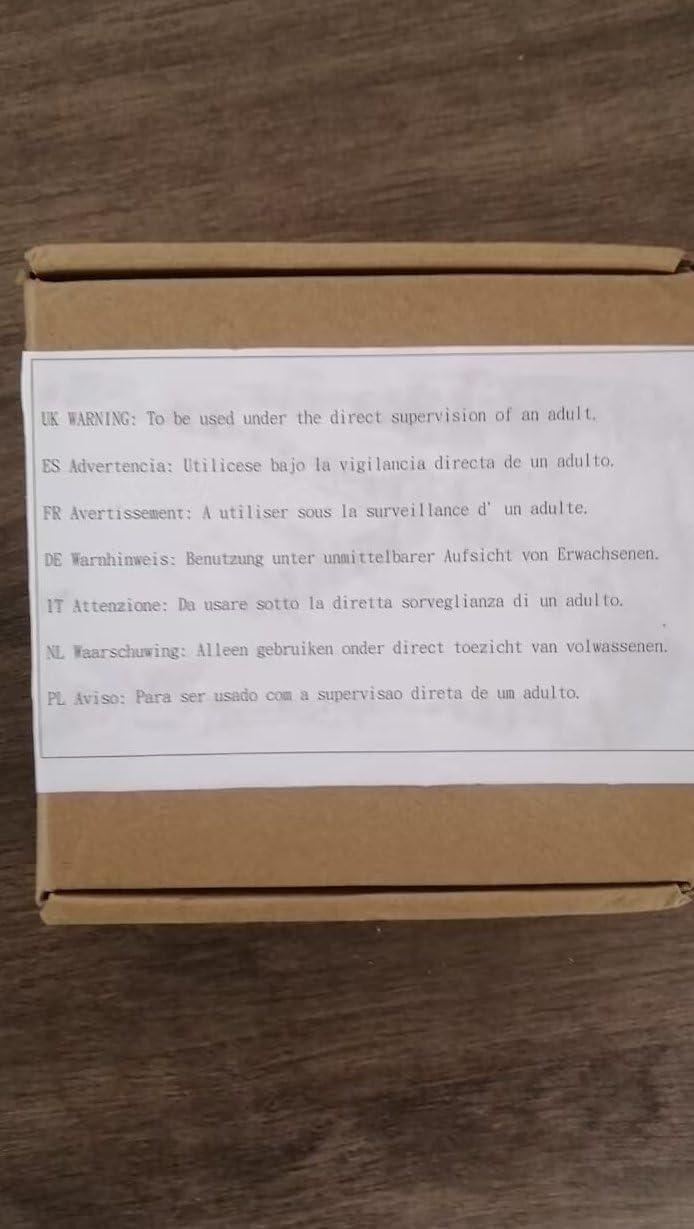 UK WARNING: To be used under the direct supervision of an adult.
ES Advertencia: Utilicese bajo la vigilancia directa de un adulto.
FR Avertissement: A utiliser sous la surveillance d' un adulte.
DE Warnhinweis: Benutzung unter unmittelbarer Aufsicht von Erwachsenen.
IT Attenzione: Da usare sotto la diretta sorveglianza di un adulto.
NL Waarschuwing: Alleen gebruiken onder direct toezicht van volwassenen.
PL Aviso: Para ser usado com a supervisao direta de um adulto.